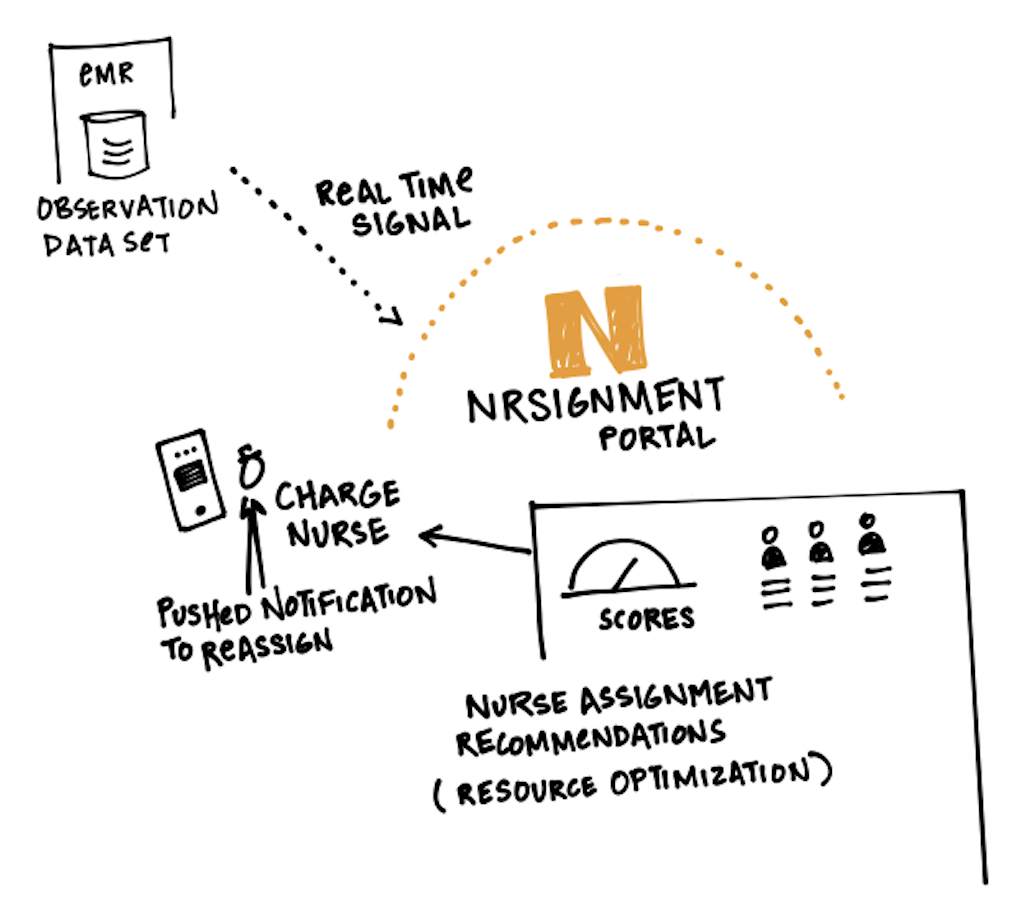 eMR
OBSERVATION
DATA SeT
ReAL TIMe
SIGNAL
N
NRSIGNMENT
PORTAL
CHARGE
NURSE
PUSHeD NOTIFICATION
TO ReASSIGN
SCORES
NURSE ASSIGNMENT
RECOMMeNDATIONS
(RESOURCE OPTIMIZATION)